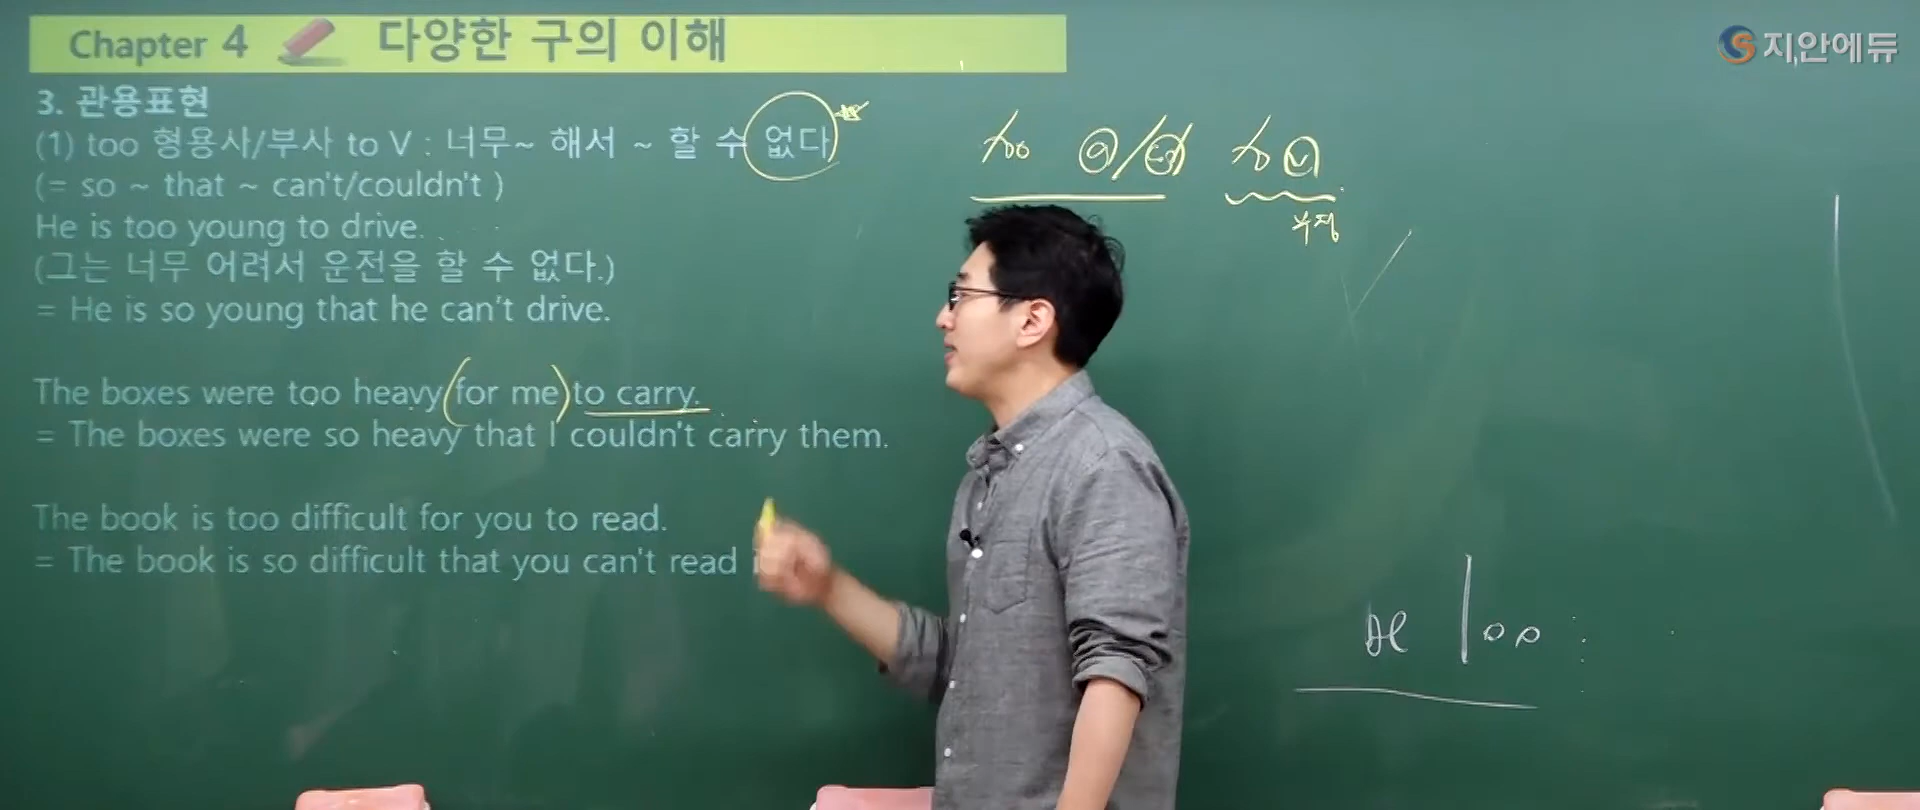 Chapter 4 다양한 구의 이해
지안에듀
3. 관용표현
(1) too 형용사/부사 to V : 너무~ 해서 ~ 할 수 없다
(= so ~ that ~ can't/couldn't )
He is too young to drive.
(그는 너무 어려서 운전을 할 수 없다.)
= He is so young that he can't drive.
The boxes were too heavy (for me) to carry.
= The boxes were so heavy that I couldn't carry them.
The book is too difficult for you to read.
= The book is so difficult that you can't read
too 형/부 to V
부정